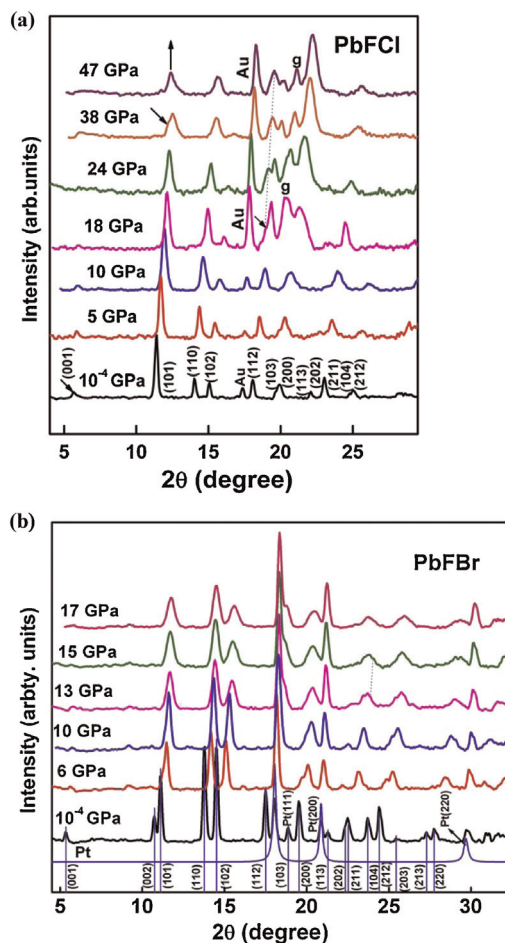 (a)
PbFCl
47 GPa
Au
g
38 GPa
24 GPa
18 GPa
Au
g
10 GPa
5 GPa
10⁻⁴ GPa
(001)
(101)
(110)
(102)
Au
(112)
(103)
(200)
(113)
(202)
(211)
(104)
(212)
Intensity (arb.units)
5 10 15 20 25
2θ (degree)
(b)
PbFBr
17 GPa
15 GPa
13 GPa
10 GPa
6 GPa
10⁻⁴ GPa
Pt
Pt(111)
Pt(200)
Pt(220)
(001)
(002)
(101)
(110)
(102)
(112)
(103)
(200)
(113)
(202)
(211)
(104)
(212)
(203)
(213)
(220)
Intensity (arbty. units)
5 10 15 20 25 30
2θ (degree)